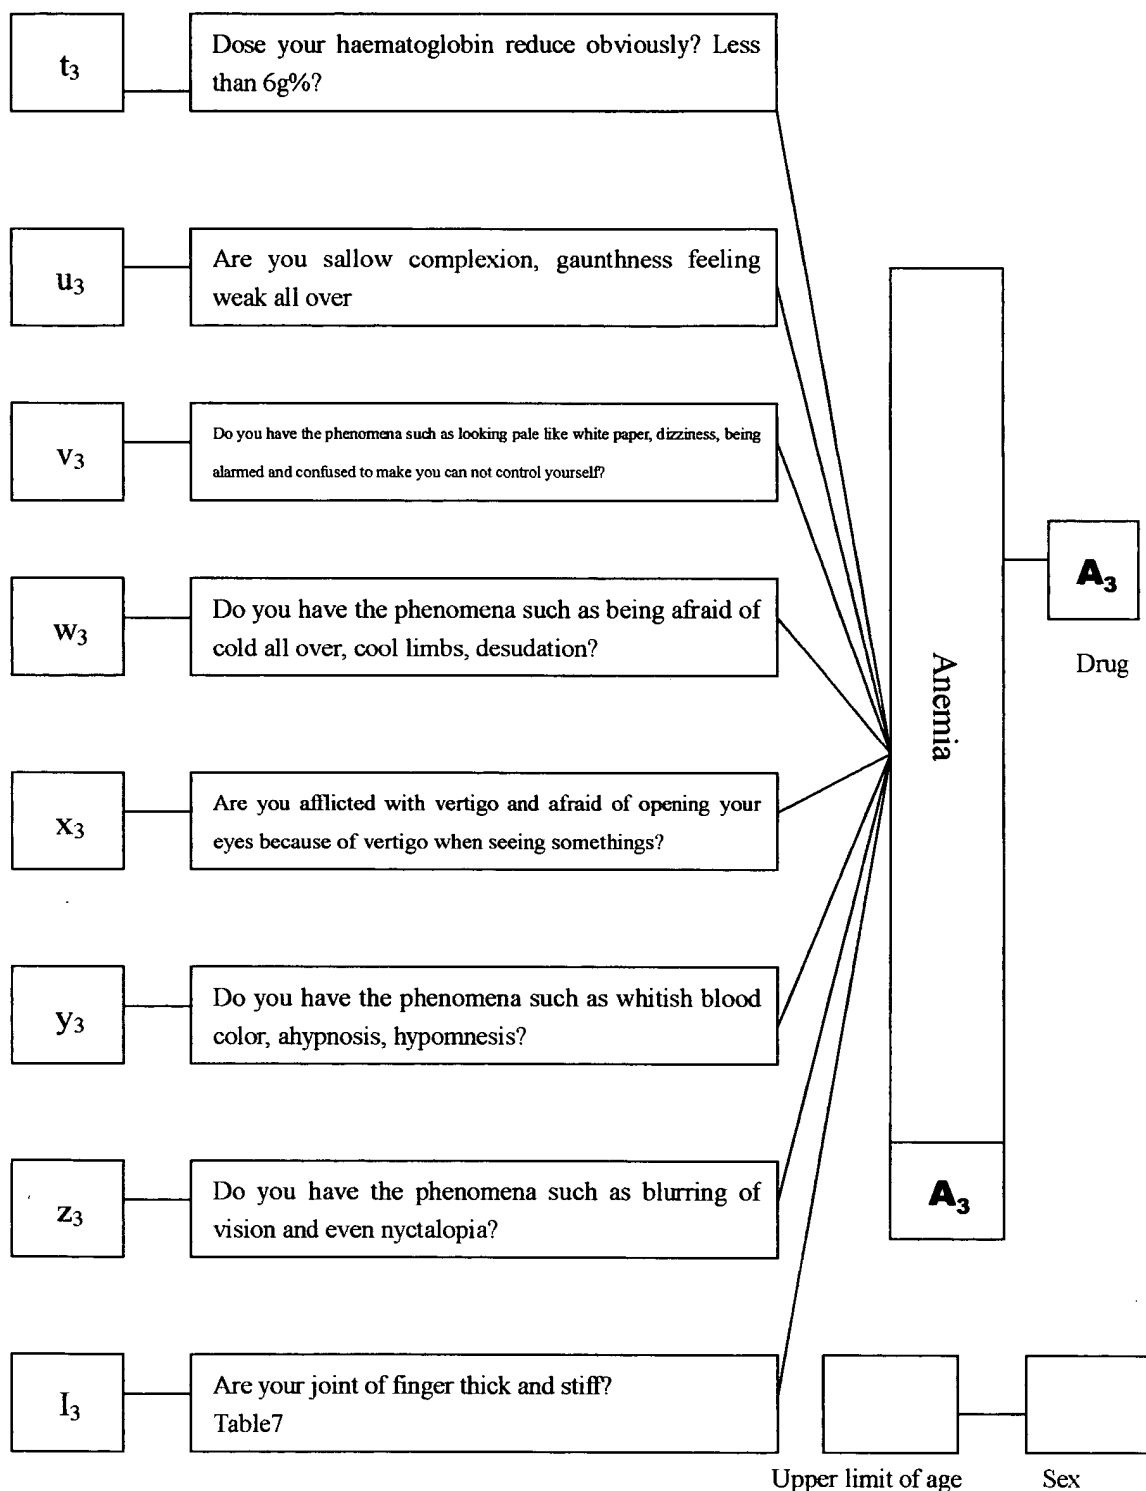 t3
Dose your haematoglobin reduce obviously? Less
than 6g%?
u3
Are you sallow complexion, gaunthness feeling
weak all over
v3
Do you have the phenomena such as looking pale like white paper, dizziness, being
alarmed and confused to make you can not control yourself?
w3
Do you have the phenomena such as being afraid of
cold all over, cool limbs, desudation?
x3
Are you afflicted with vertigo and afraid of opening your
eyes because of vertigo when seeing somethings?
y3
Do you have the phenomena such as whitish blood
color, ahypnosis, hypomnesis?
z3
Do you have the phenomena such as blurring of
vision and even nyctalopia?
I3
Are your joint of finger thick and stiff?
Table7
Anemia
A3
A3
Drug
Upper limit of age
Sex